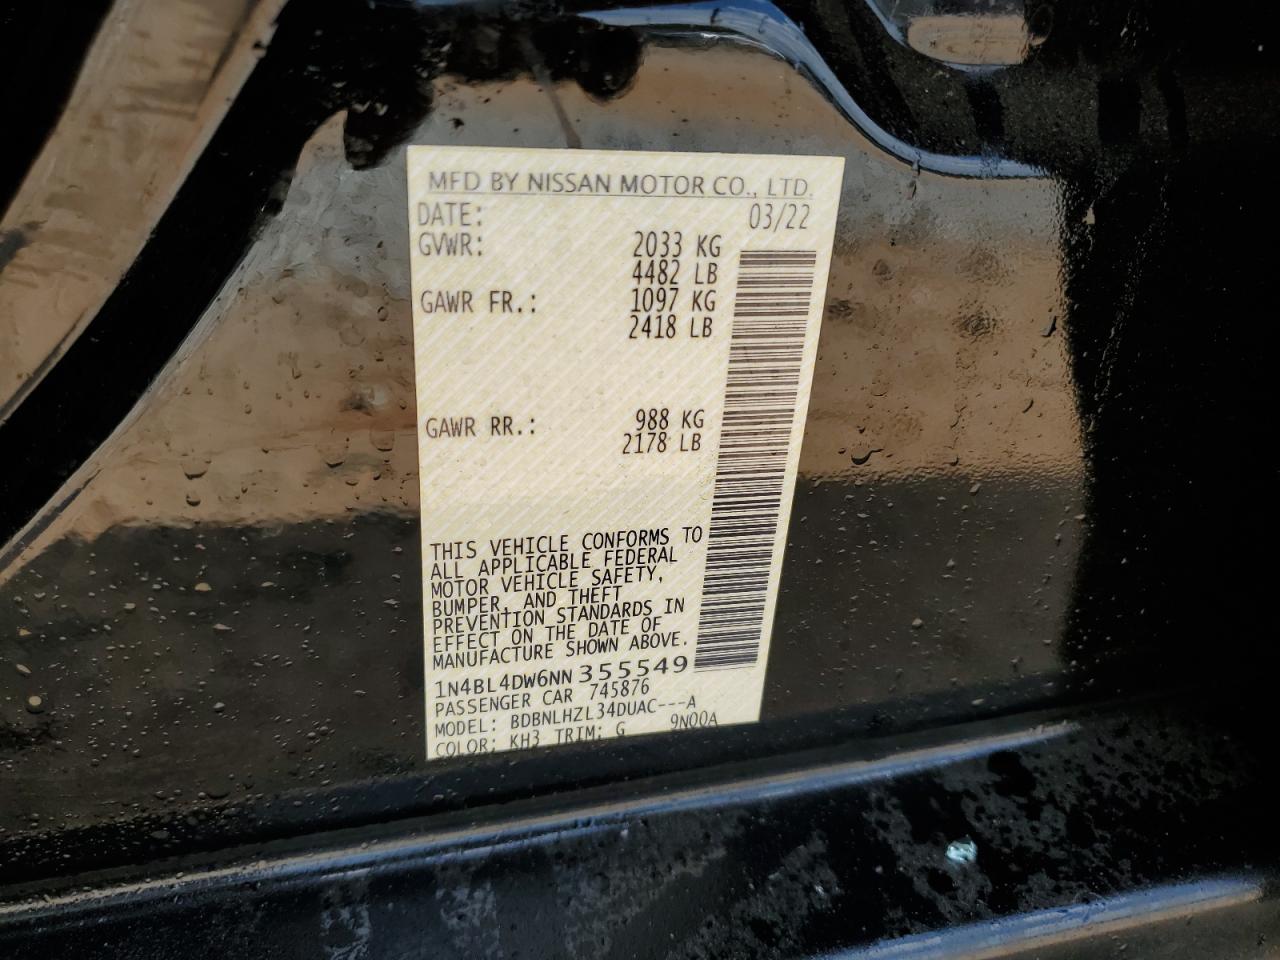 MFD BY NISSAN MOTOR CO., LTD.
DATE: 03/22
GVWR: 2033 KG
4482 LB
GAWR FR.: 1097 KG
2418 LB
GAWR RR.: 988 KG
2178 LB
THIS VEHICLE CONFORMS TO
ALL APPLICABLE FEDERAL
MOTOR VEHICLE SAFETY,
BUMPER, AND THEFT
PREVENTION STANDARDS IN
EFFECT ON THE DATE OF
MANUFACTURE SHOWN ABOVE.
1N4BL4DW6NN355549
PASSENGER CAR 745876
MODEL: BDBNLHZL34DUAC---A
COLOR: KH3 TRIM: G 9N00A